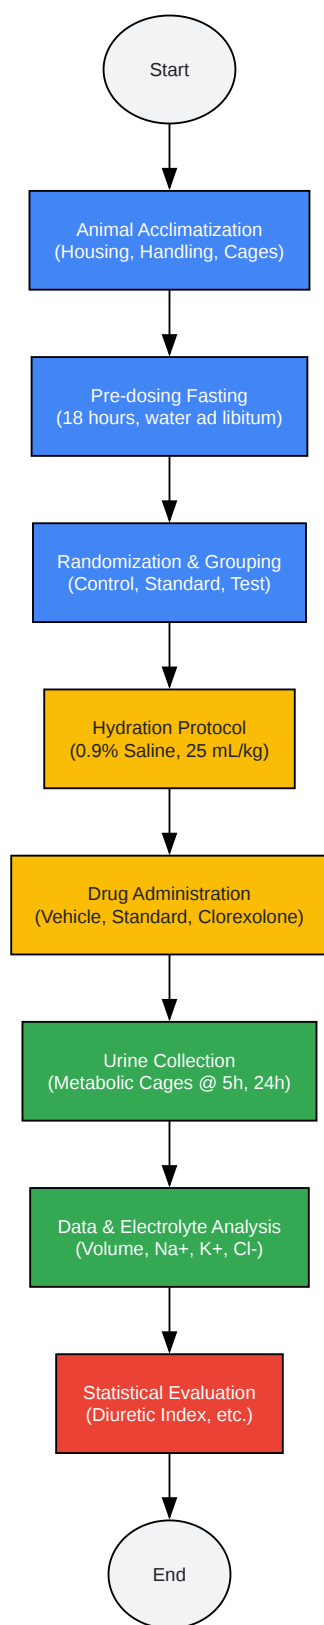 Start
Animal Acclimatization
(Housing, Handling, Cages)
Pre-dosing Fasting
(18 hours, water ad libitum)
Randomization & Grouping
(Control, Standard, Test)
Hydration Protocol
(0.9% Saline, 25 mL/kg)
Drug Administration
(Vehicle, Standard, Clorexolone)
Urine Collection
(Metabolic Cages @ 5h, 24h)
Data & Electrolyte Analysis
(Volume, Na+, K+, Cl-)
Statistical Evaluation
(Diuretic Index, etc.)
End